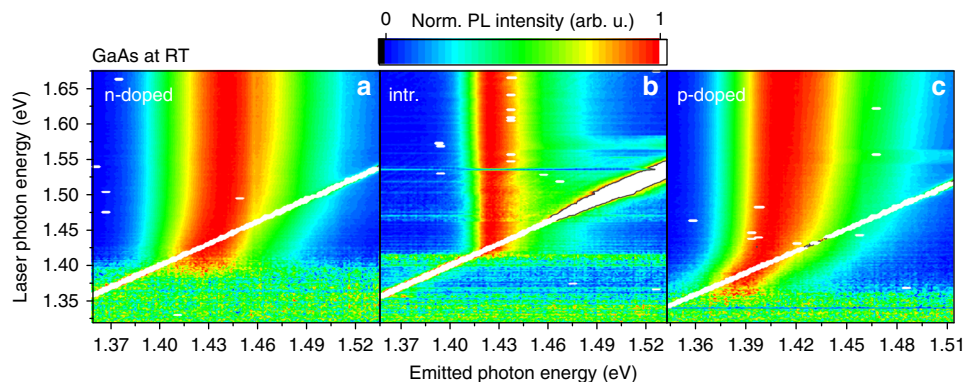 0 Norm. PL intensity (arb. u.) 1
GaAs at RT
n-doped a
intr. b
p-doped c
Laser photon energy (eV)
1.65
1.60
1.55
1.50
1.45
1.40
1.35
1.37 1.40 1.43 1.46 1.49 1.52
1.37 1.40 1.43 1.46 1.49 1.52
1.36 1.39 1.42 1.45 1.48 1.51
Emitted photon energy (eV)